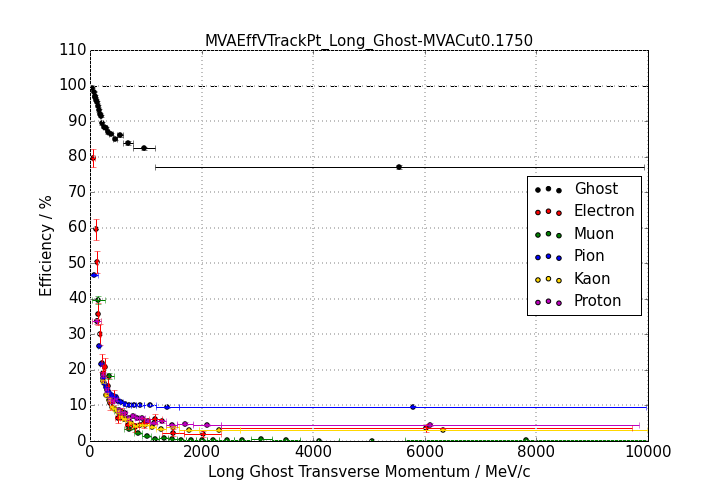 MVAEffVTrackPt_Long_Ghost-MVACut0.1750
110
100
90
80
70
60
50
40
30
20
10
0
Efficiency / %
Ghost
Electron
Muon
Pion
Kaon
Proton
0 2000 4000 6000 8000 10000
Long Ghost Transverse Momentum / MeV/c